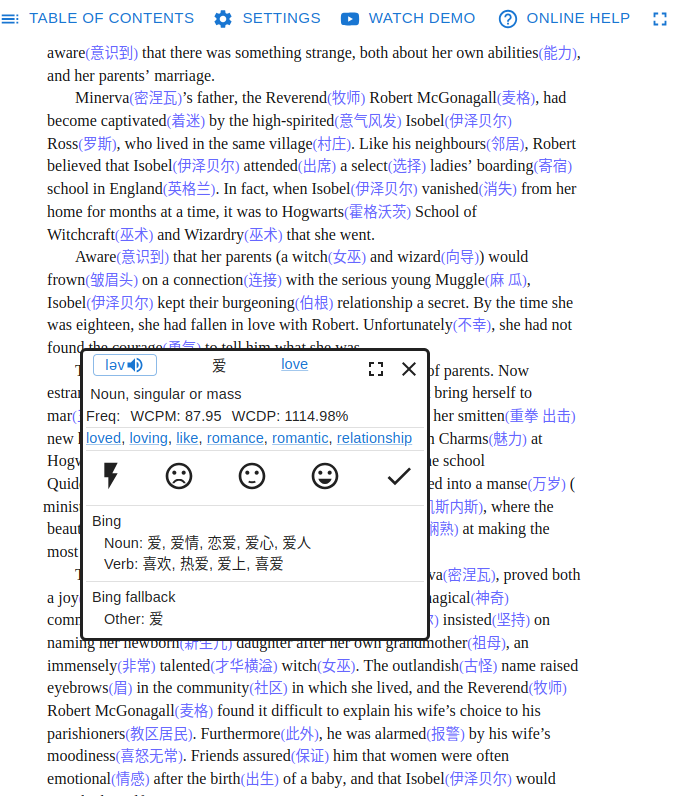 TABLE OF CONTENTS SETTINGS WATCH DEMO ONLINE HELP
aware(意识到) that there was something strange, both about her own abilities(能力),
and her parents’ marriage.
Minerva(密涅瓦)’s father, the Reverend(牧师) Robert McGonagall(麦格), had
become captivated(着迷) by the high-spirited(意气风发) Isobel(伊泽贝尔)
Ross(罗斯), who lived in the same village(村庄). Like his neighbours(邻居), Robert
believed that Isobel(伊泽贝尔) attended(出席) a select(选择) ladies’ boarding(寄宿)
school in England(英格兰). In fact, when Isobel(伊泽贝尔) vanished(消失) from her
home for months at a time, it was to Hogwarts(霍格沃茨) School of
Witchcraft(巫术) and Wizardry(巫术) that she went.
Aware(意识到) that her parents (a witch(女巫) and wizard(向导)) would
frown(皱眉头) on a connection(连接) with the serious young Muggle(麻 瓜),
Isobel(伊泽贝尔) kept their burgeoning(伯根) relationship a secret. By the time she
was eighteen, she had fallen in love with Robert. Unfortunately(不幸), she had not
found the courage(勇气) to tell him what she was.
ləv 爱 love
Noun, singular or mass
Freq: WCPM: 87.95 WCDP: 1114.98%
loved, loving, like, romance, romantic, relationship
Bing
Noun: 爱, 爱情, 恋爱, 爱心, 爱人
Verb: 喜欢, 热爱, 爱上, 喜爱
Bing fallback
Other: 爱
T of parents. Now
estran bring herself to
mar( her smitten(重拳 出击)
new Charms(魅力) at
Hogw school
Quid ed into a manse(万岁) (
minis 机斯内斯), where the
beaut 娴熟) at making the
most
T va(密涅瓦), proved both
a joy agical(神奇)
comm insisted(坚持) on
naming her newborn(新生儿) daughter after her own grandmother(祖母), an
immensely(非常) talented(才华横溢) witch(女巫). The outlandish(古怪) name raised
eyebrows(眉) in the community(社区) in which she lived, and the Reverend(牧师)
Robert McGonagall(麦格) found it difficult to explain his wife’s choice to his
parishioners(教区居民). Furthermore(此外), he was alarmed(报警) by his wife’s
moodiness(喜怒无常). Friends assured(保证) him that women were often
emotional(情感) after the birth(出生) of a baby, and that Isobel(伊泽贝尔) would